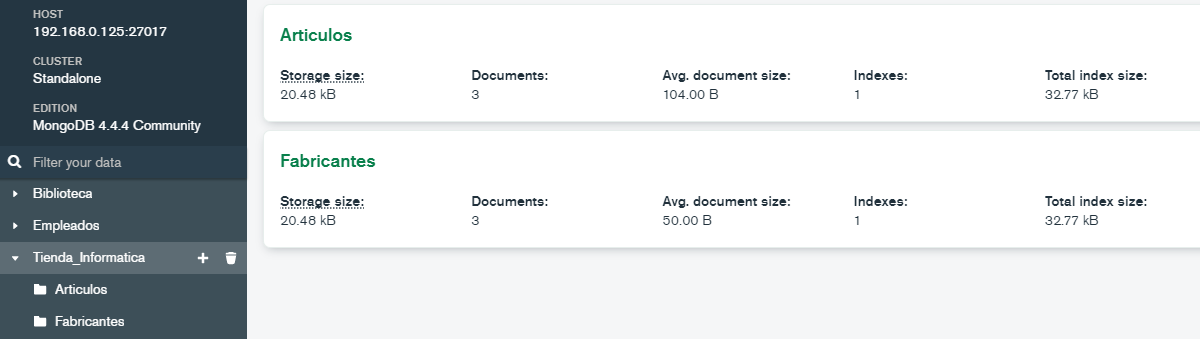 HOST
192.168.0.125:27017
CLUSTER
Standalone
EDITION
MongoDB 4.4.4 Community
Filter your data
Biblioteca
Empleados
Tienda_Informatica
Articulos
Fabricantes
Articulos
Storage size: Documents: Avg. document size: Indexes: Total index size:
20.48 kB 3 104.00 B 1 32.77 kB
Fabricantes
Storage size: Documents: Avg. document size: Indexes: Total index size:
20.48 kB 3 50.00 B 1 32.77 kB